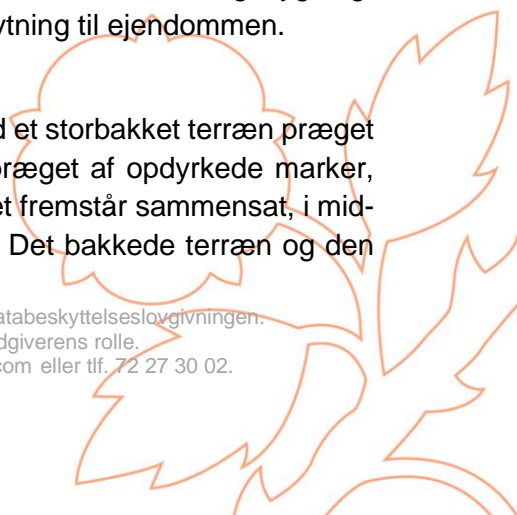 ytning til ejendommen.
d et storbakket terræn præget
præget af opdyrkede marker,
et fremstår sammensat, i mid-
Det bakkede terræn og den
atabeskyttelseslovgivningen.
dgiverens rolle.
com eller tlf. 72 27 30 02.